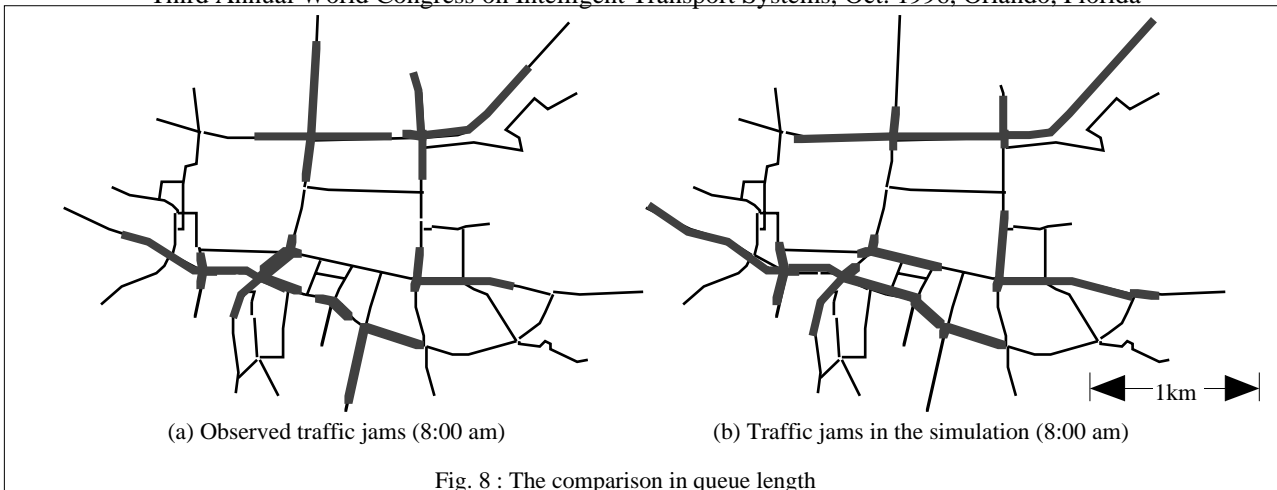 Third Annual World Congress on Intelligent Transport Systems, Oct. 1996, Orlando, Florida
1km
(a) Observed traffic jams (8:00 am)
(b) Traffic jams in the simulation (8:00 am)
Fig. 8 : The comparison in queue length